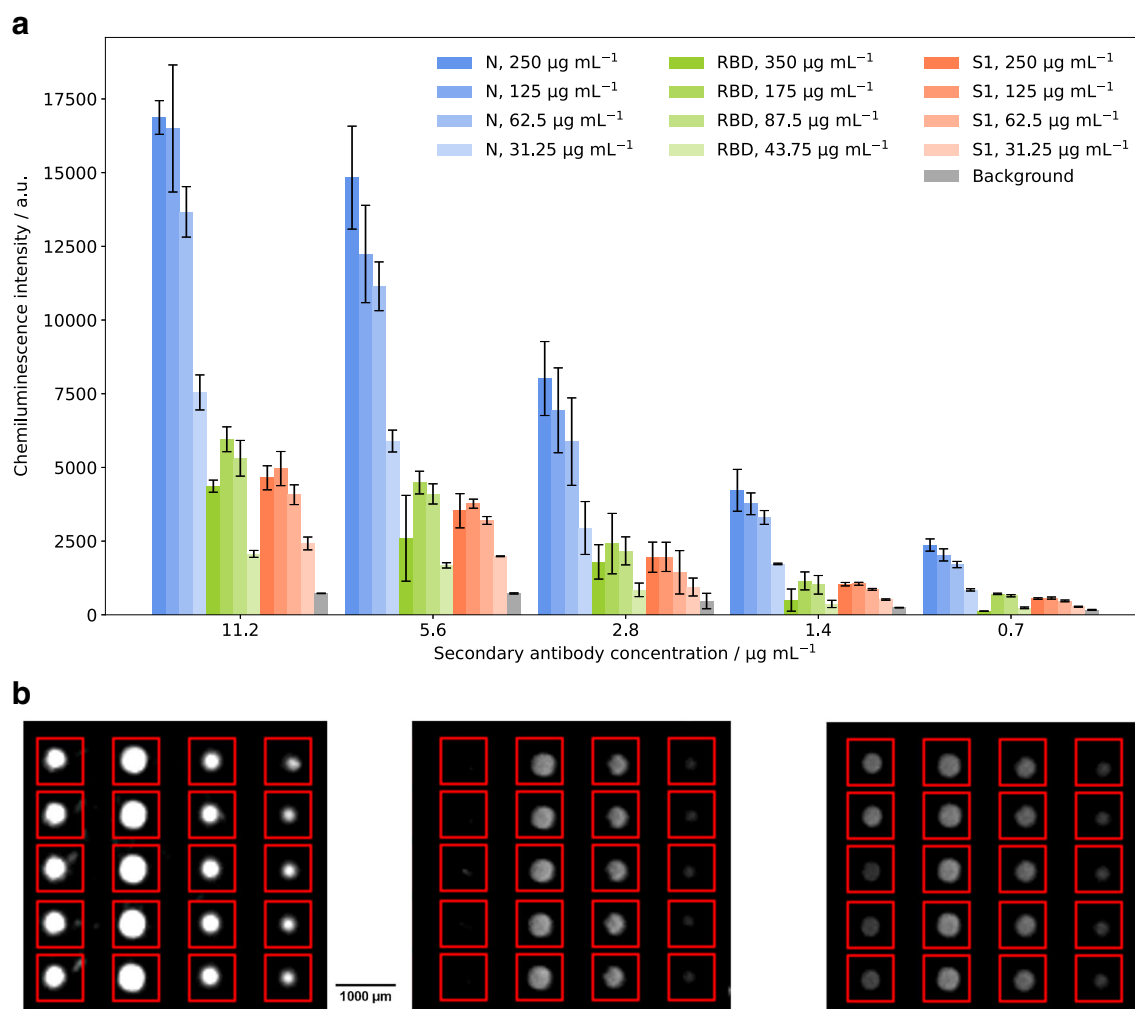 a
Chemiluminescence intensity / a.u.
17500
15000
12500
10000
7500
5000
2500
0
N, 250 µg mL⁻¹
N, 125 µg mL⁻¹
N, 62.5 µg mL⁻¹
N, 31.25 µg mL⁻¹
RBD, 350 µg mL⁻¹
RBD, 175 µg mL⁻¹
RBD, 87.5 µg mL⁻¹
RBD, 43.75 µg mL⁻¹
S1, 250 µg mL⁻¹
S1, 125 µg mL⁻¹
S1, 62.5 µg mL⁻¹
S1, 31.25 µg mL⁻¹
Background
11.2 5.6 2.8 1.4 0.7
Secondary antibody concentration / µg mL⁻¹
b
1000 µm